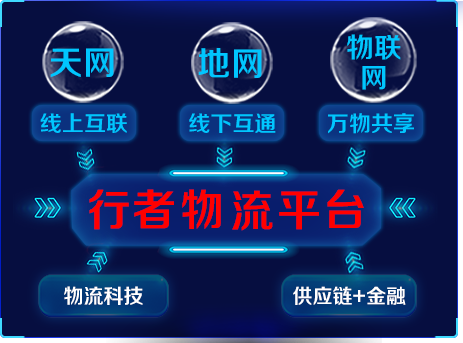 天网
地网
物联
网
线上互联
线下互通
万物共享
行者物流平台
物流科技
供应链+金融